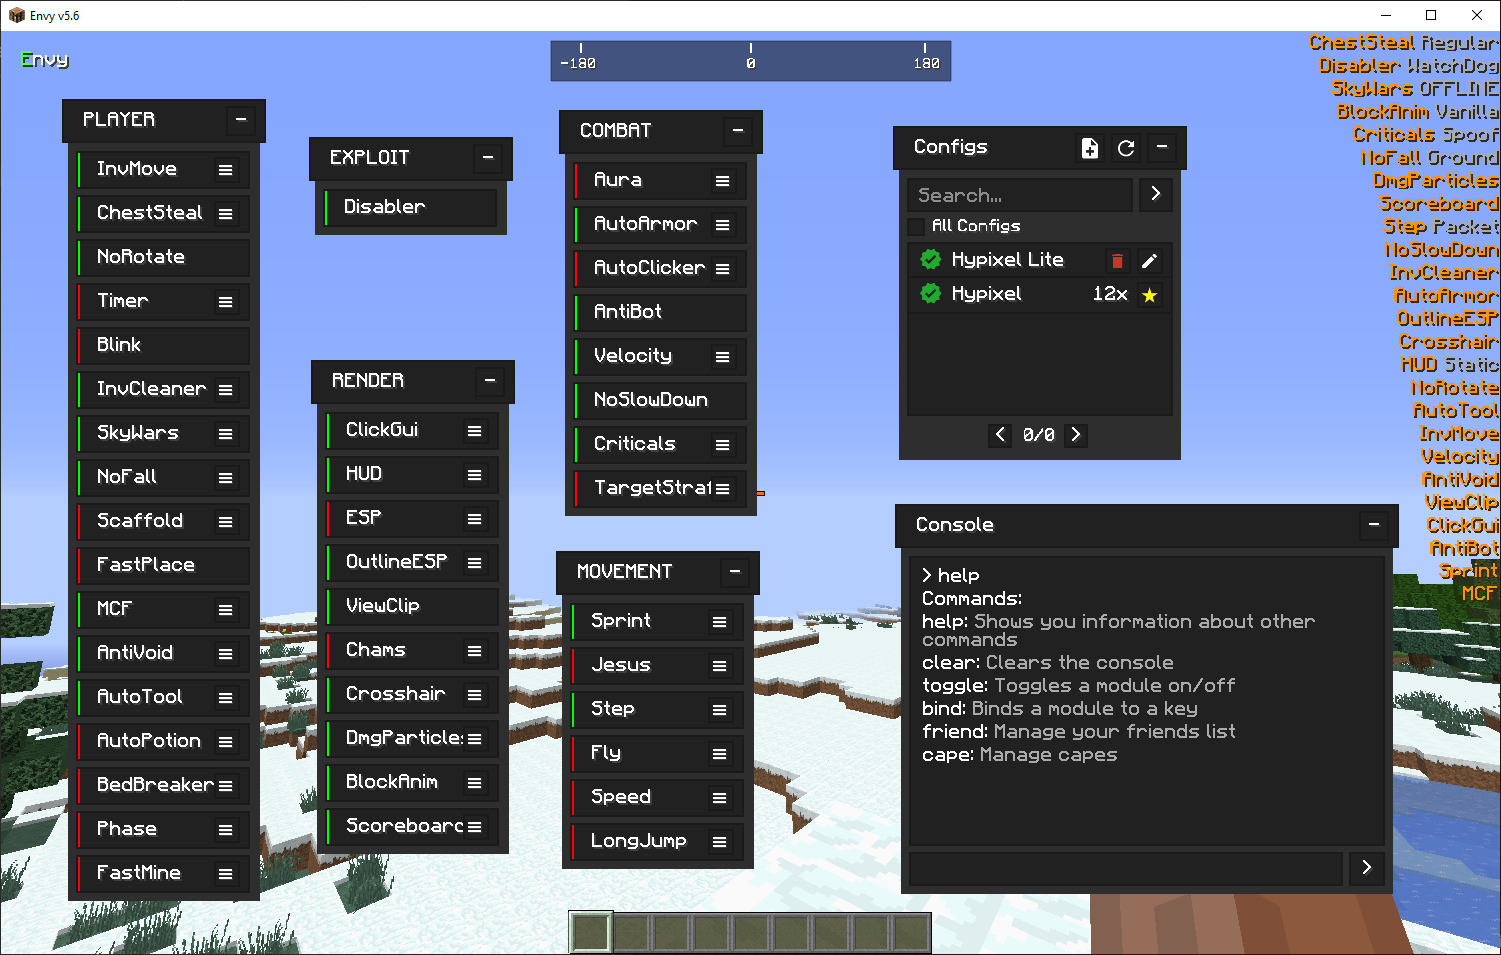 Envy v5.6
Envy
-180 0 180
PLAYER
InvMove
ChestSteal
NoRotate
Timer
Blink
InvCleaner
SkyWars
NoFall
Scaffold
FastPlace
MCF
AntiVoid
AutoTool
AutoPotion
BedBreaker
Phase
FastMine
EXPLOIT
Disabler
RENDER
ClickGui
HUD
ESP
OutlineESP
ViewClip
Chams
Crosshair
DmgParticles
BlockAnim
Scoreboard
COMBAT
Aura
AutoArmor
AutoClicker
AntiBot
Velocity
NoSlowDown
Criticals
TargetStraf
MOVEMENT
Sprint
Jesus
Step
Fly
Speed
LongJump
Configs
Search...
All Configs
Hypixel Lite
Hypixel 12x
0/0
Console
> help
Commands:
help: Shows you information about other
commands
clear: Clears the console
toggle: Toggles a module on/off
bind: Binds a module to a key
friend: Manage your friends list
cape: Manage capes
ChestSteal Regular
Disabler WatchDog
SkyWars OFFLINE
BlockAnim Vanilla
Criticals Spoof
NoFall Ground
DmgParticles
Scoreboard
Step Packet
NoSlowDown
InvCleaner
AutoArmor
OutlineESP
Crosshair
HUD Static
NoRotate
AutoTool
InvMove
Velocity
AntiVoid
ViewClip
ClickGui
AntiBot
Sprint
MCF